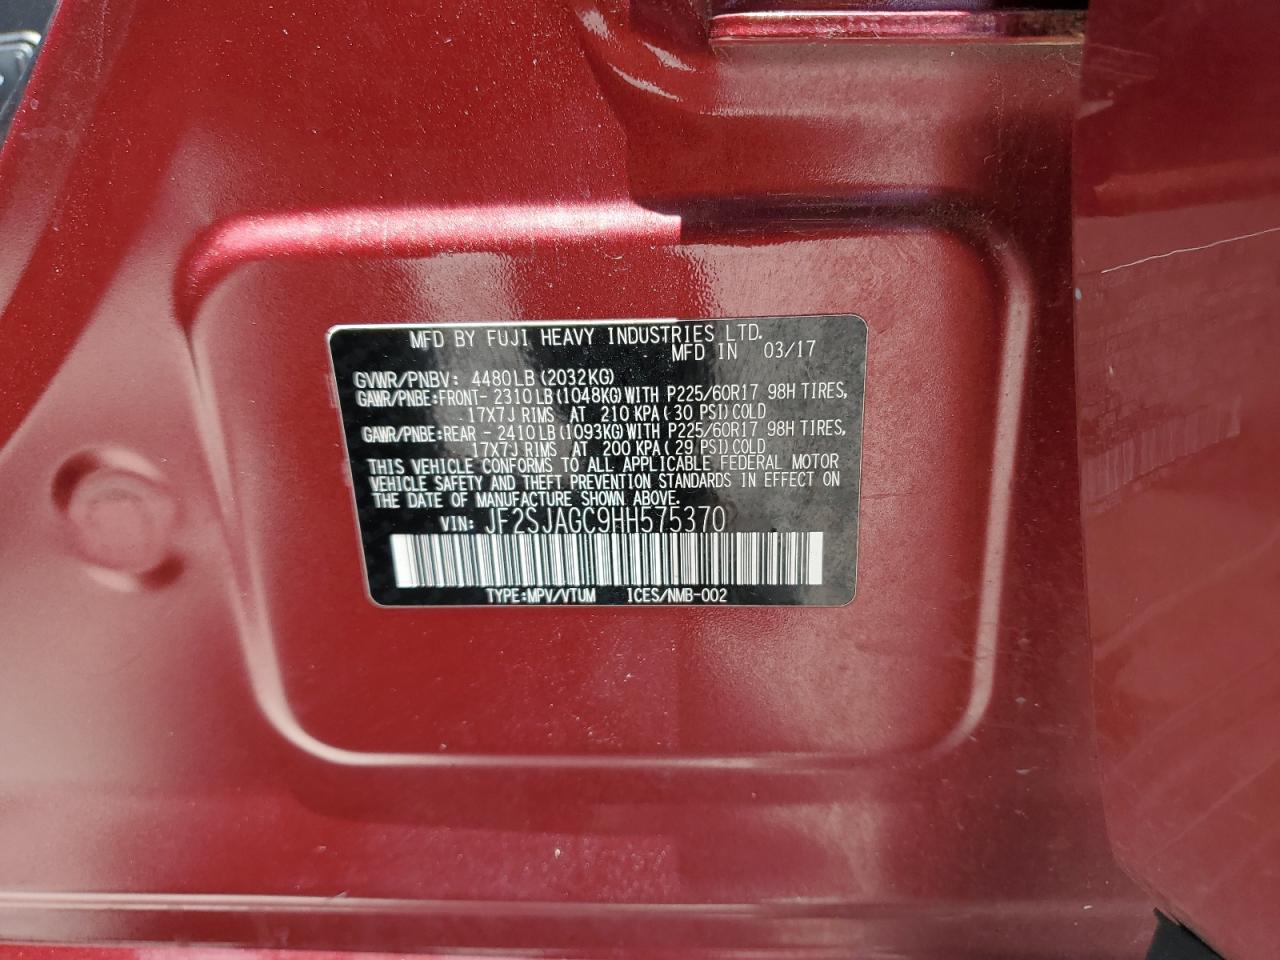 MFD BY FUJI HEAVY INDUSTRIES LTD.
MFD IN 03/17
GVWR/PNBV: 4480LB (2032KG)
GAWR/PNBE:FRONT- 2310LB(1048KG)WITH P225/60R17 98H TIRES,
17X7J RIMS AT 210 KPA(30 PSI)COLD
GAWR/PNBE:REAR - 2410LB(1093KG)WITH P225/60R17 98H TIRES,
17X7J RIMS AT 200 KPA(29 PSI)COLD
THIS VEHICLE CONFORMS TO ALL APPLICABLE FEDERAL MOTOR
VEHICLE SAFETY AND THEFT PREVENTION STANDARDS IN EFFECT ON
THE DATE OF MANUFACTURE SHOWN ABOVE.
VIN: JF2SJAGC9HH575370
TYPE:MPV/VTUM ICES/NMB-002